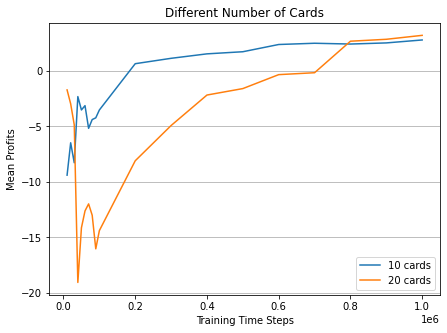 Different Number of Cards
Mean Profits
0
−5
−10
−15
−20
0.0
0.2
0.4
0.6
0.8
1.0
1e6
Training Time Steps
10 cards
20 cards